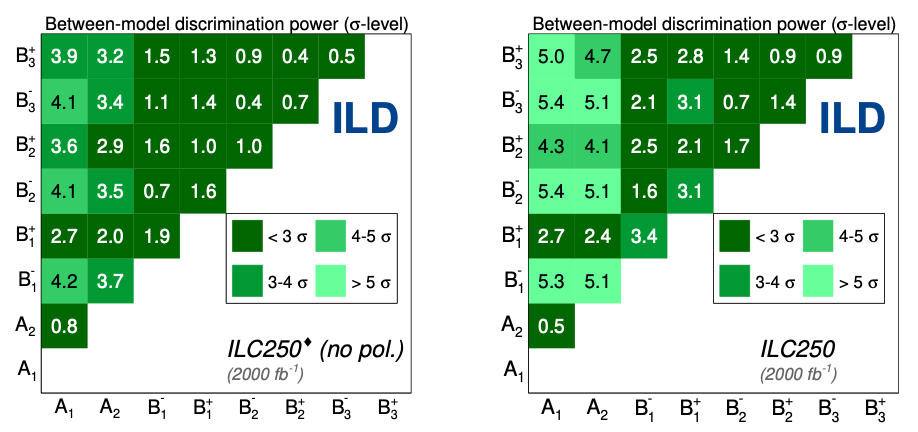 Between-model discrimination power (σ-level)
B₃⁺ 3.9 3.2 1.5 1.3 0.9 0.4 0.5
B₃⁻ 4.1 3.4 1.1 1.4 0.4 0.7
ILD
B₂⁺ 3.6 2.9 1.6 1.0 1.0
B₂⁻ 4.1 3.5 0.7 1.6
B₁⁺ 2.7 2.0 1.9
< 3 σ 4-5 σ
B₁⁻ 4.2 3.7
3-4 σ > 5 σ
A₂ 0.8
ILC250♦ (no pol.)
A₁
(2000 fb⁻¹)
A₁ A₂ B₁⁻ B₁⁺ B₂⁻ B₂⁺ B₃⁻ B₃⁺
Between-model discrimination power (σ-level)
B₃⁺ 5.0 4.7 2.5 2.8 1.4 0.9 0.9
B₃⁻ 5.4 5.1 2.1 3.1 0.7 1.4
ILD
B₂⁺ 4.3 4.1 2.5 2.1 1.7
B₂⁻ 5.4 5.1 1.6 3.1
B₁⁺ 2.7 2.4 3.4
< 3 σ 4-5 σ
B₁⁻ 5.3 5.1
3-4 σ > 5 σ
A₂ 0.5
ILC250
A₁
(2000 fb⁻¹)
A₁ A₂ B₁⁻ B₁⁺ B₂⁻ B₂⁺ B₃⁻ B₃⁺